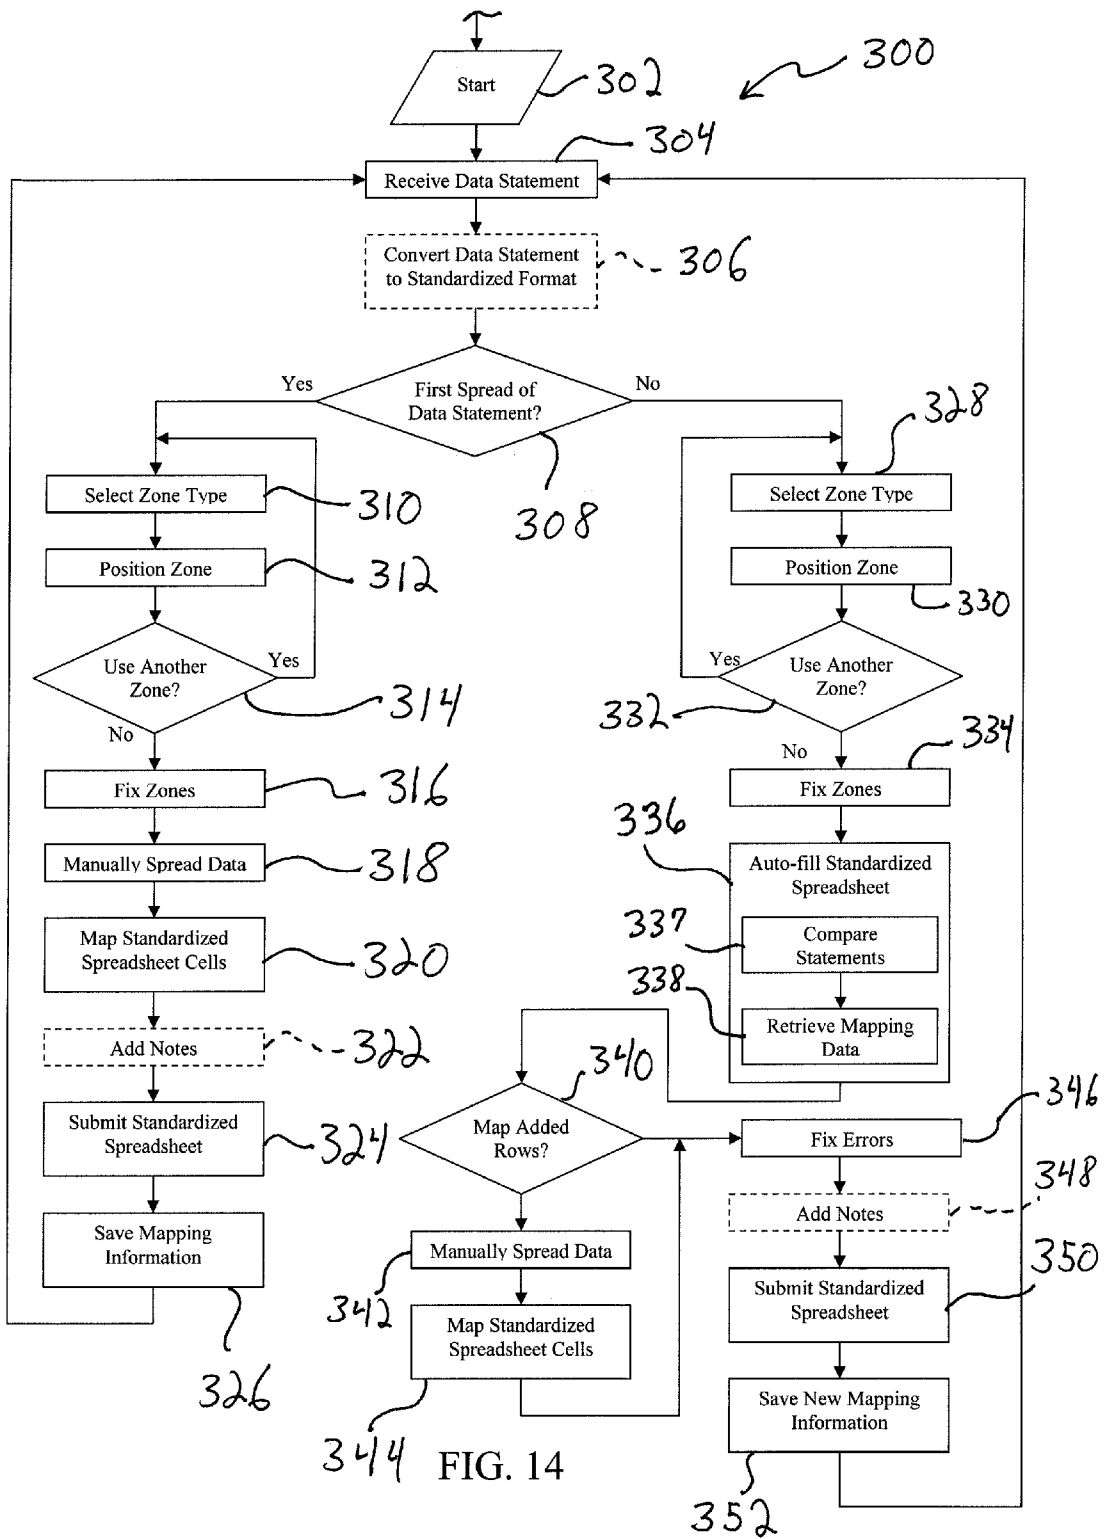 Start
302
300
304
Receive Data Statement
Convert Data Statement
to Standardized Format
306
First Spread of
Data Statement?
Yes
No
308
Select Zone Type
310
Position Zone
312
Use Another
Zone?
Yes
314
No
Fix Zones
316
Manually Spread Data
318
Map Standardized
Spreadsheet Cells
320
Add Notes
322
Submit Standardized
Spreadsheet
324
Save Mapping
Information
326
328
Select Zone Type
Position Zone
330
Yes
Use Another
Zone?
332
No
334
Fix Zones
336
Auto-fill Standardized
Spreadsheet
337
Compare
Statements
338
Retrieve Mapping
Data
340
Map Added
Rows?
Manually Spread Data
342
Map Standardized
Spreadsheet Cells
344
346
Fix Errors
348
Add Notes
350
Submit Standardized
Spreadsheet
Save New Mapping
Information
352
FIG. 14